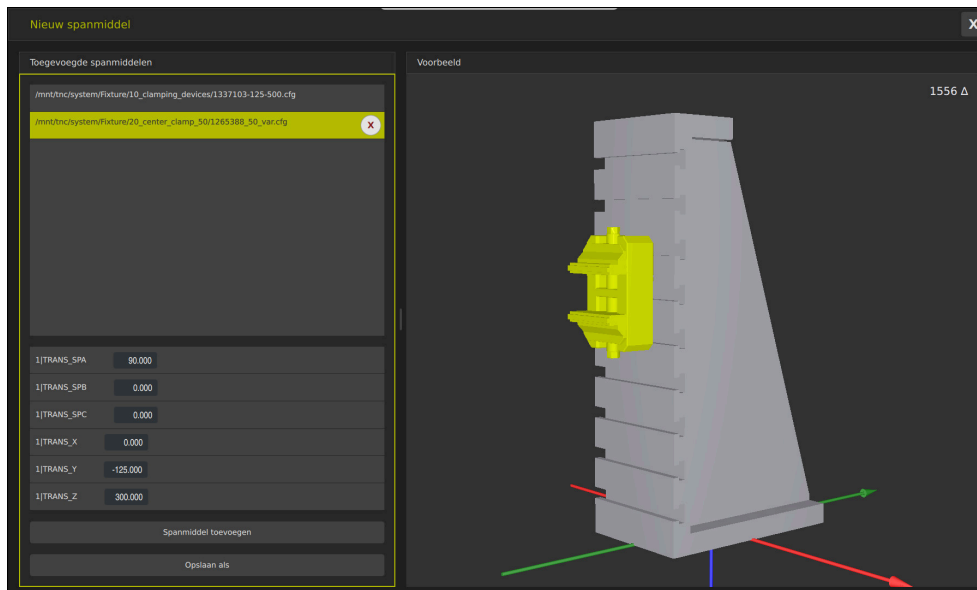 Nieuw spanmiddel
X
Toegevoegde spanmiddelen
/mnt/tnc/system/Fixture/10_clamping_devices/1337103-125-500.cfg
/mnt/tnc/system/Fixture/20_center_clamp_50/1265388_50_var.cfg
X
1|TRANS_SPA 90.000
1|TRANS_SPB 0.000
1|TRANS_SPC 0.000
1|TRANS_X 0.000
1|TRANS_Y -125.000
1|TRANS_Z 300.000
Spanmiddel toevoegen
Opslaan als
Voorbeeld
1556 Δ